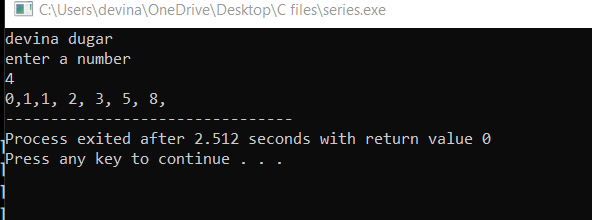 C:\Users\devina\OneDrive\Desktop\C files\series.exe
devina dugar
enter a number
4
0,1,1, 2, 3, 5, 8,
--------------------------------
Process exited after 2.512 seconds with return value 0
Press any key to continue . . .